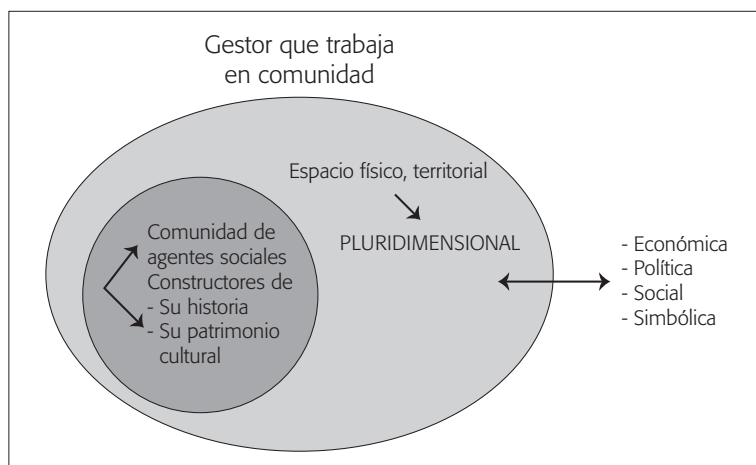 Gestor que trabaja
en comunidad
Espacio físico, territorial
PLURIDIMENSIONAL
Comunidad de
agentes sociales
Constructores de
- Su historia
- Su patrimonio
cultural
- Económica
- Política
- Social
- Simbólica